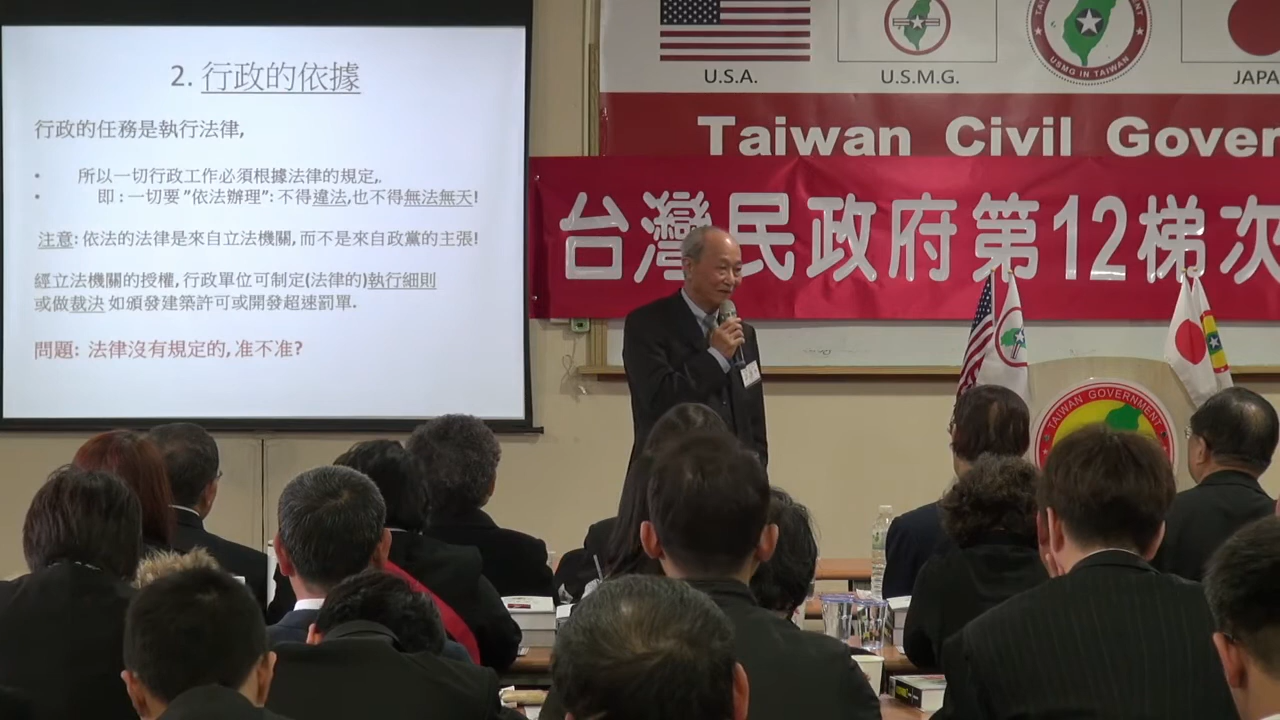 2. 行政的依據
行政的任務是執行法律,
• 所以一切行政工作必須根據法律的規定,.
• 即 : 一切要 "依法辦理": 不得違法,也不得無法無天!
注意: 依法的法律是來自立法機關, 而不是來自政黨的主張!
經立法機關的授權, 行政單位可制定(法律的)執行細則
或做裁決 如頒發建築許可或開發超速罰單.
問題: 法律沒有規定的, 准不准?
U.S.A.
U.S.M.G.
USMG IN TAIWAN
JAPA
Taiwan Civil Gover
台灣民政府第12梯次
TAIWAN GOVERNMENT